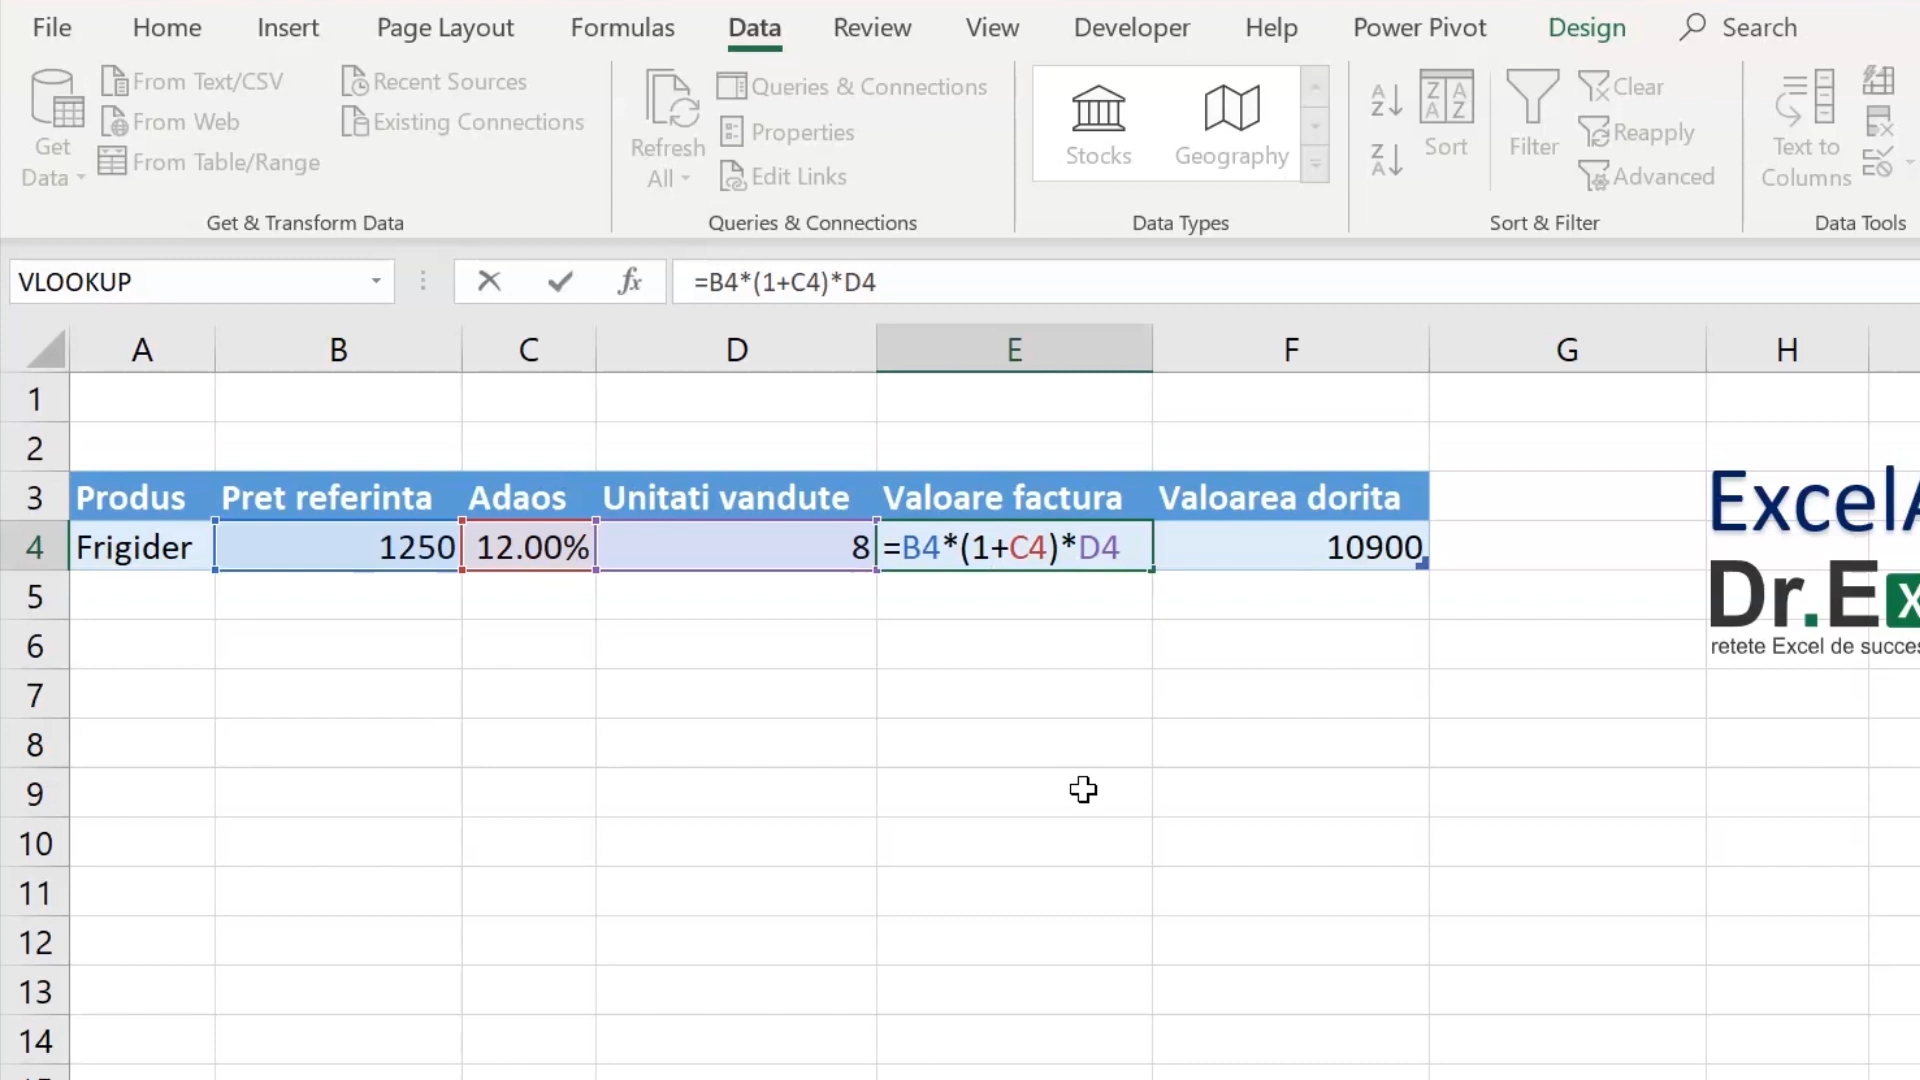 File Home Insert Page Layout Formulas Data Review View Developer Help Power Pivot Design Search
Get Data
From Text/CSV
From Web
From Table/Range
Recent Sources
Existing Connections
Get & Transform Data
Refresh All
Queries & Connections
Properties
Edit Links
Queries & Connections
Stocks Geography
Data Types
Sort
Filter
Clear
Reapply
Advanced
Sort & Filter
Text to Columns
Data Tools
VLOOKUP fx =B4*(1+C4)*D4
A B C D E F G H
1
2
3 Produs Pret referinta Adaos Unitati vandute Valoare factura Valoarea dorita
4 Frigider 1250 12.00% 8 =B4*(1+C4)*D4 10900
5
6
7
8
9
10
11
12
13
14
Excel
Dr.Ex
retete Excel de succes